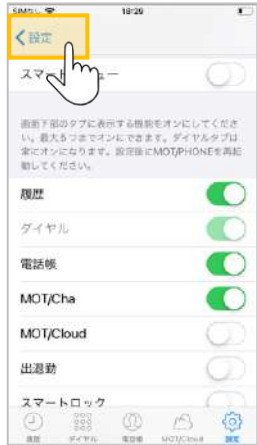 SIMなし 18:26
設定
スマートビュー
画面下部のタブに表示する機能をオンにしてくださ
い。最大5つまでオンにできます。ダイヤルタブは
常にオンになります。設定後にMOT/PHONEを再起
動してください。
履歴
ダイヤル
電話帳
MOT/Cha
MOT/Cloud
出退勤
スマートロック
履歴 ダイヤル 電話帳 MOT/Cloud 設定